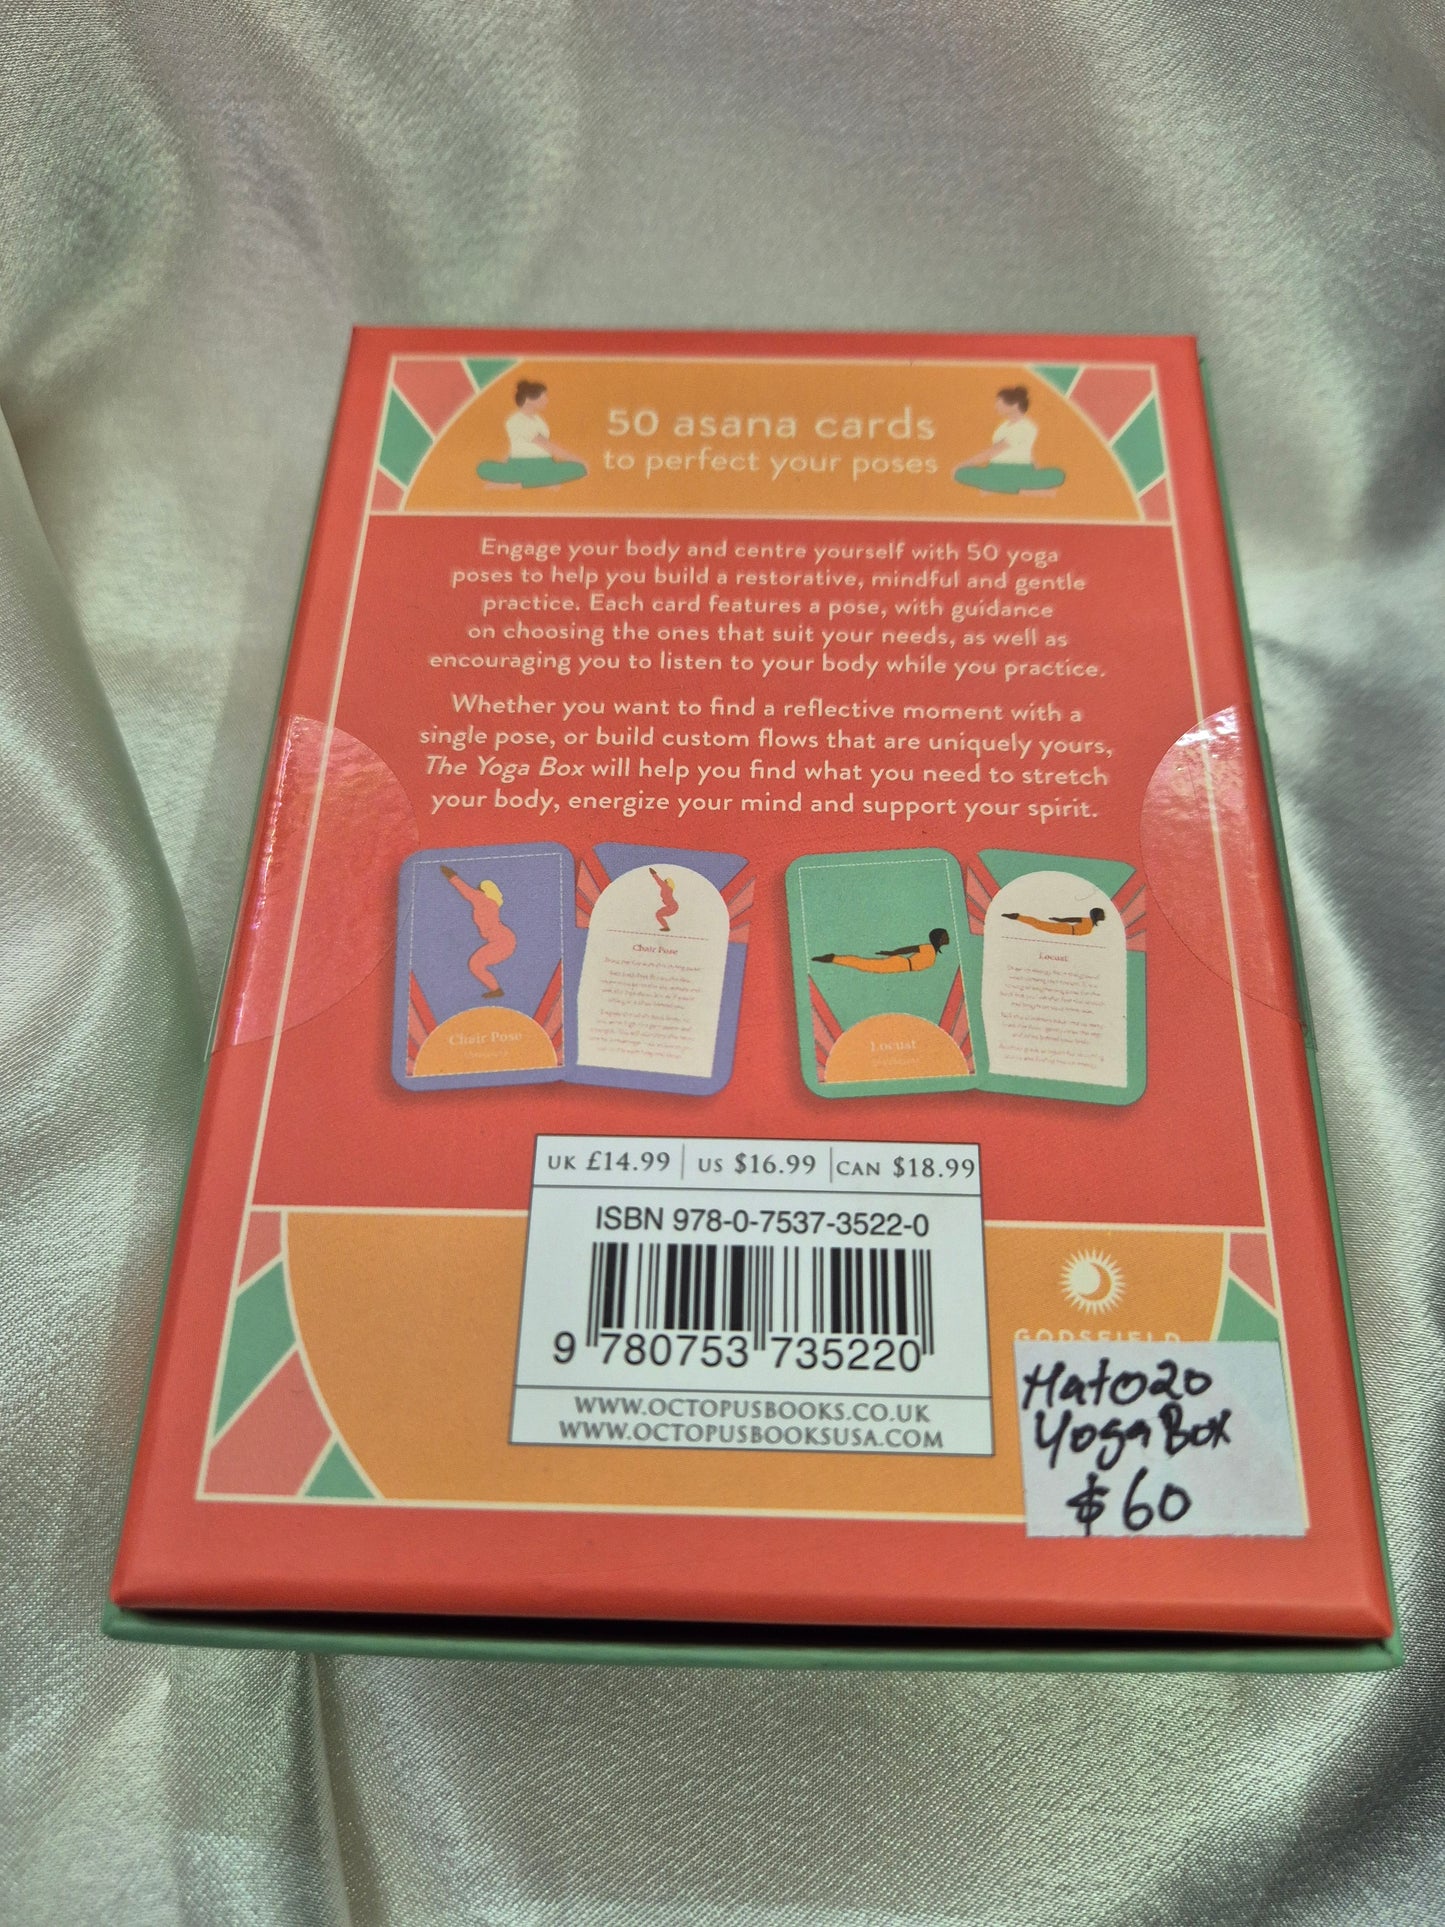 50 asana cards
to perfect your poses
Engage your body and centre yourself with 50 yoga
poses to help you build a restorative, mindful and gentle
practice. Each card features a pose, with guidance
on choosing the ones that suit your needs, as well as
encouraging you to listen to your body while you practice.
Whether you want to find a reflective moment with a
single pose, or build custom flows that are uniquely yours,
The Yoga Box will help you find what you need to stretch
your body, energize your mind and support your spirit.
Chair Pose
Chair Pose
Locust
Locust
UK £14.99 | US $16.99 | CAN $18.99
ISBN 978-0-7537-3522-0
9 780753 735220
WWW.OCTOPUSBOOKS.CO.UK
WWW.OCTOPUSBOOKSUSA.COM
GODSFIELD
Hat020
Yoga Box
$60